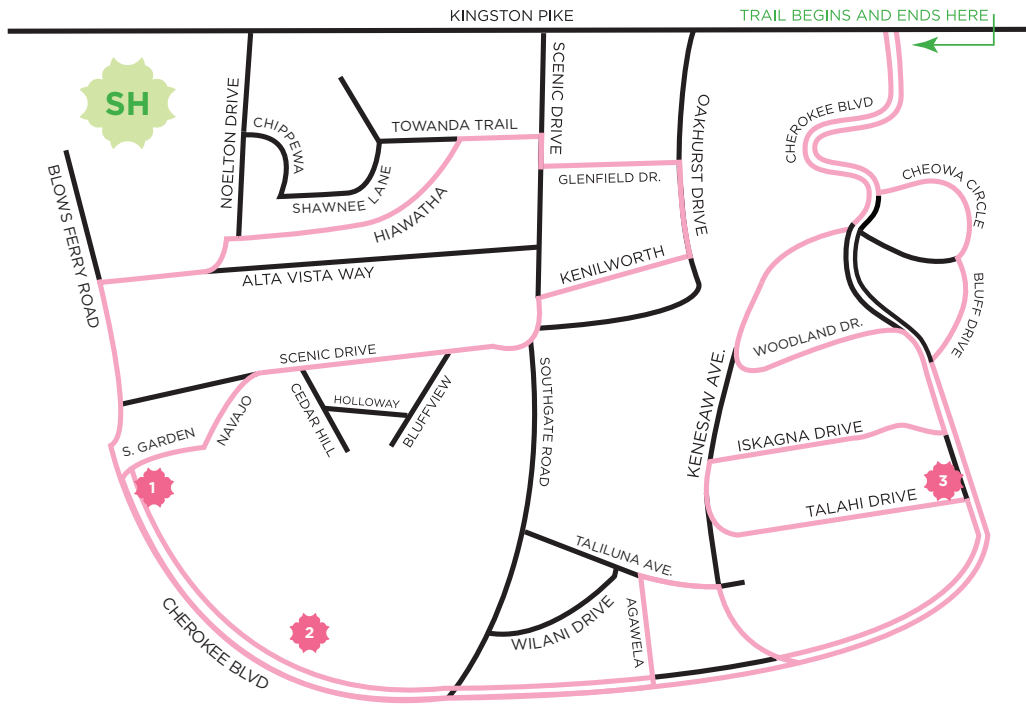 KINGSTON PIKE
TRAIL BEGINS AND ENDS HERE
SH
NOELTON DRIVE
SCENIC DRIVE
OAKHURST DRIVE
CHEROKEE BLVD
CHIPPEWA
TOWANDA TRAIL
BLOWS FERRY ROAD
GLENFIELD DR.
CHEOWA CIRCLE
SHAWNEE LANE
HIAWATHA
ALTA VISTA WAY
KENILWORTH
BLUFF DRIVE
WOODLAND DR.
SCENIC DRIVE
SOUTHGATE ROAD
KENESAW AVE.
CEDAR HILL
HOLLOWAY
BLUFFVIEW
NAVAJO
S. GARDEN
ISKAGNA DRIVE
1
3
TALAHI DRIVE
TALILUNA AVE.
CHEROKEE BLVD
2
WILANI DRIVE
AGAWELA